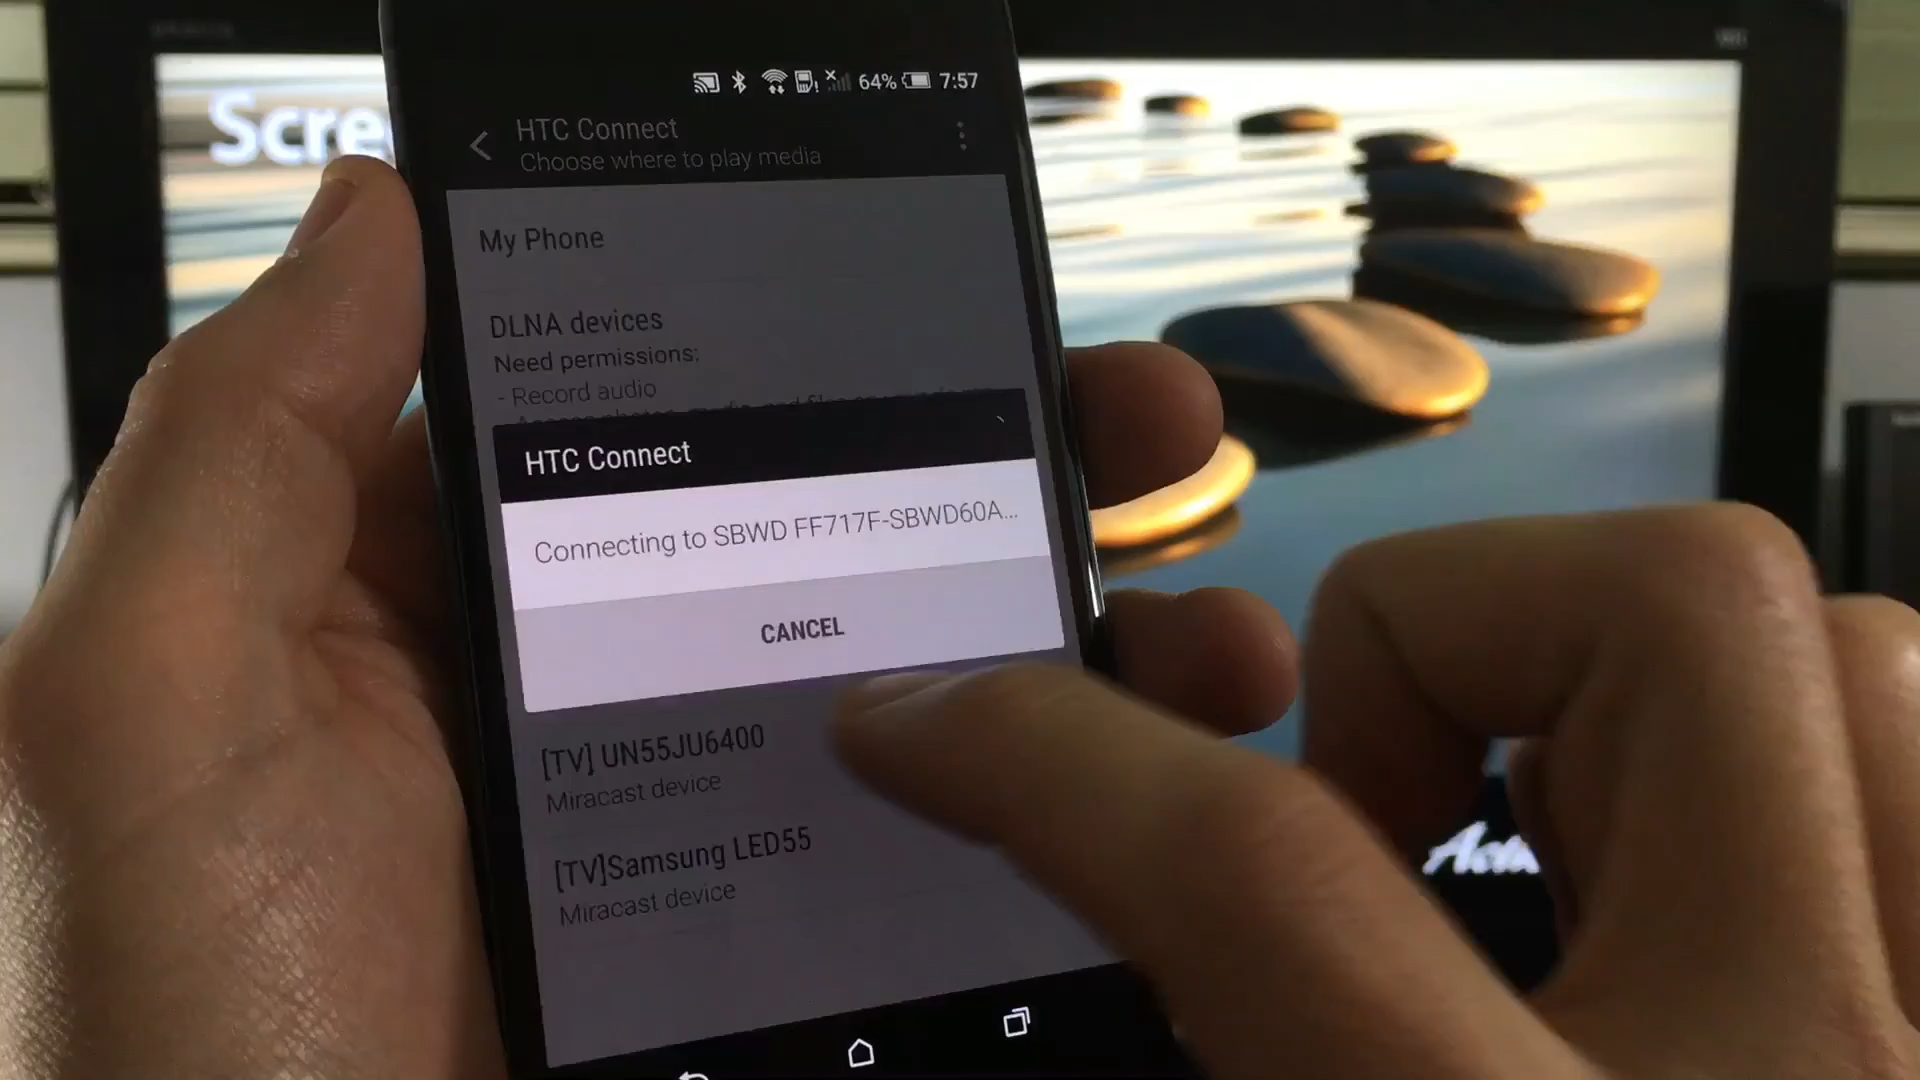 Scre
64% 7:57
HTC Connect
Choose where to play media
My Phone
DLNA devices
Need permissions:
- Record audio
HTC Connect
Connecting to SBWD FF717F-SBWD60A...
CANCEL
[TV] UN55JU6400
Miracast device
[TV]Samsung LED55
Miracast device